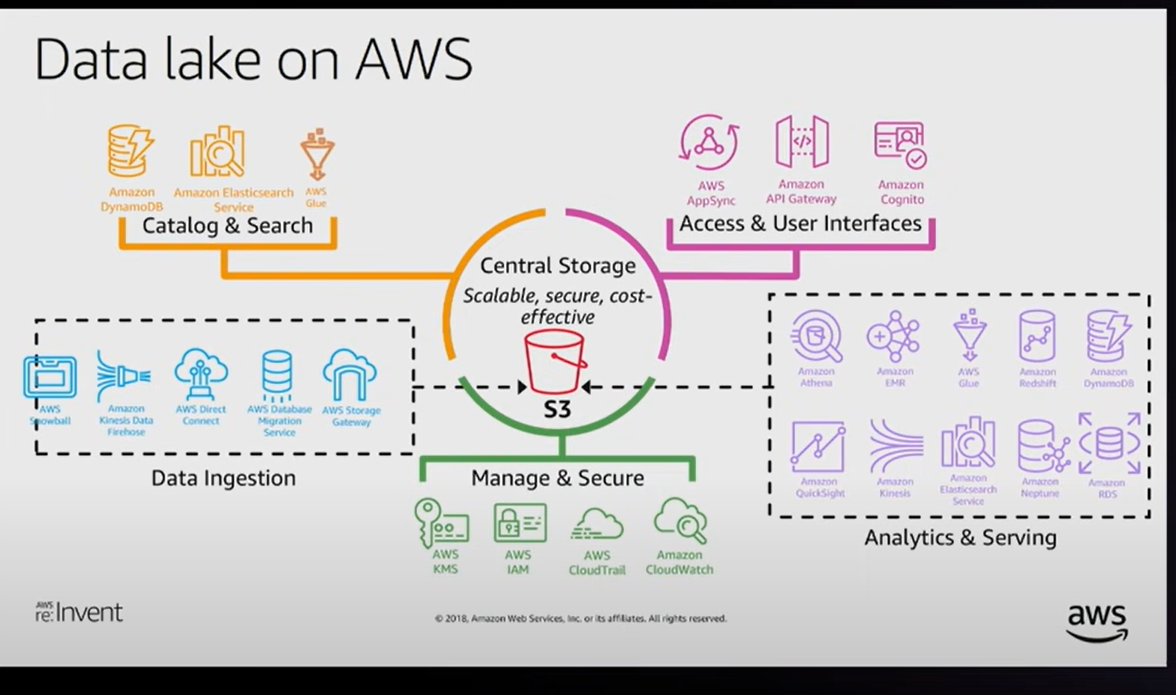 Data lake on AWS
Amazon
DynamoDB
Amazon Elasticsearch
Service
AWS
Glue
Catalog & Search
AWS
AppSync
Amazon
API Gateway
Amazon
Cognito
Access & User Interfaces
Central Storage
Scalable, secure, cost-
effective
S3
AWS
Snowball
Amazon
Kinesis Data
Firehose
AWS Direct
Connect
AWS Database
Migration
Service
AWS Storage
Gateway
Data Ingestion
Amazon
Athena
Amazon
EMR
AWS
Glue
Amazon
Redshift
Amazon
DynamoDB
Amazon
QuickSight
Amazon
Kinesis
Amazon
Elasticsearch
Service
Amazon
Neptune
Amazon
RDS
Analytics & Serving
Manage & Secure
AWS
KMS
AWS
IAM
AWS
CloudTrail
Amazon
CloudWatch
AWS
re:Invent
© 2018, Amazon Web Services, Inc. or its affiliates. All rights reserved.
aws